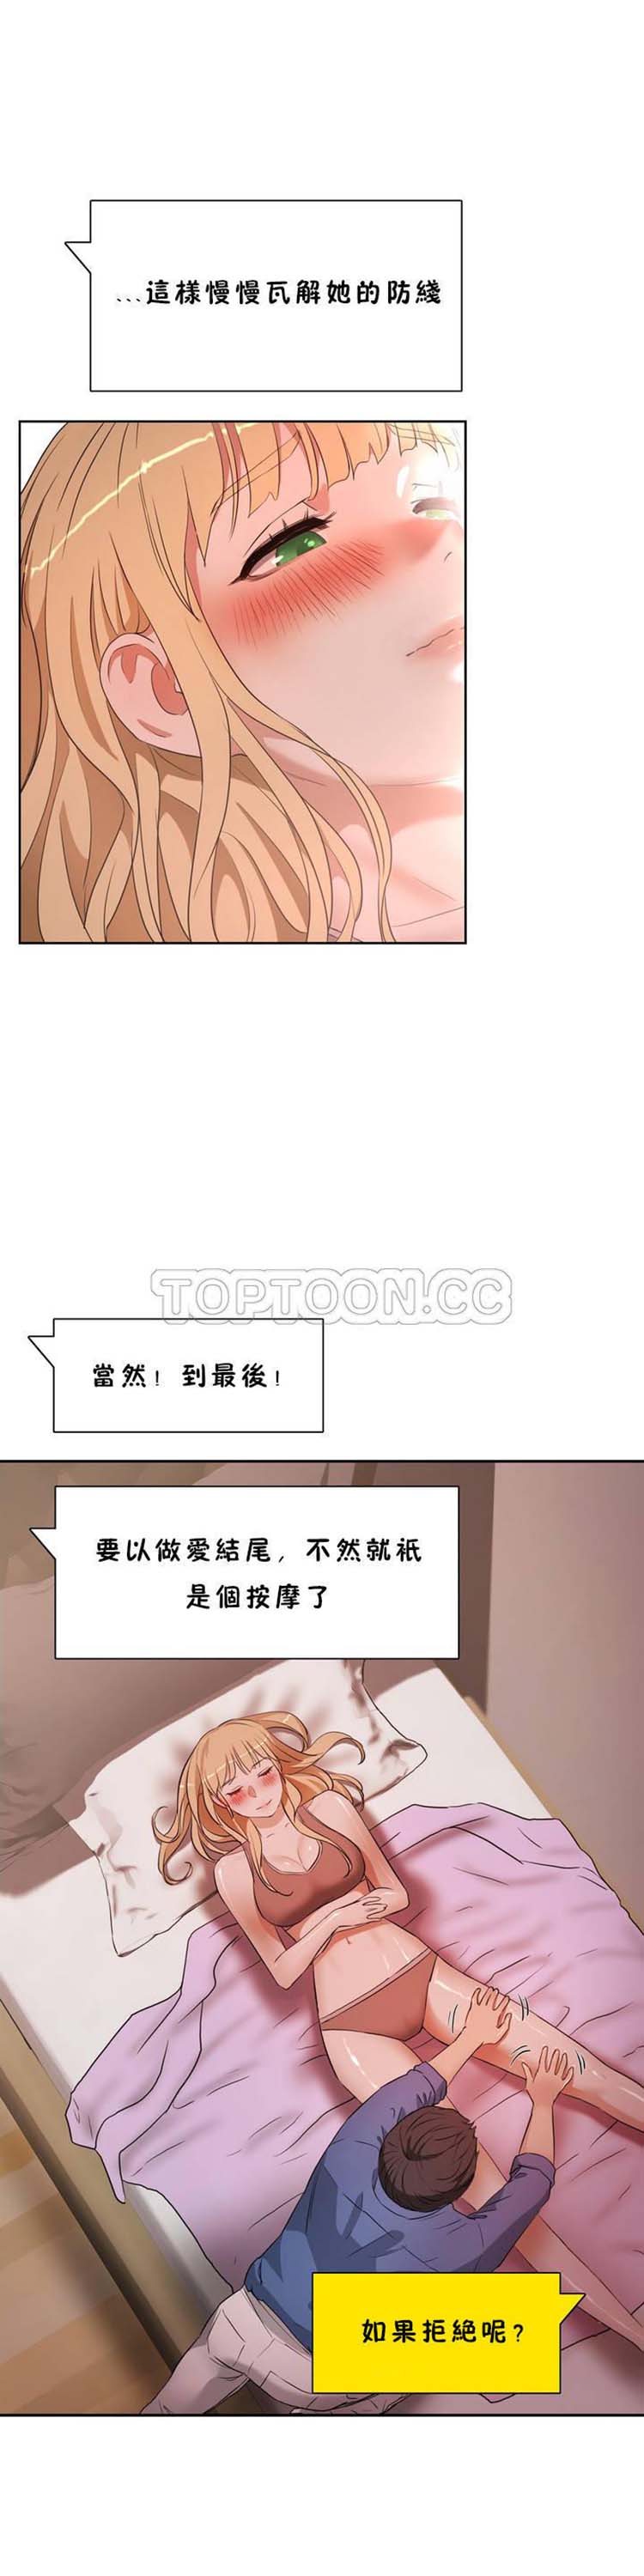 ...這樣慢慢瓦解她的防綫
TOPTOON.CC
當然! 到最後!
要以做愛結尾, 不然就衹
是個按摩了
如果拒絶呢?